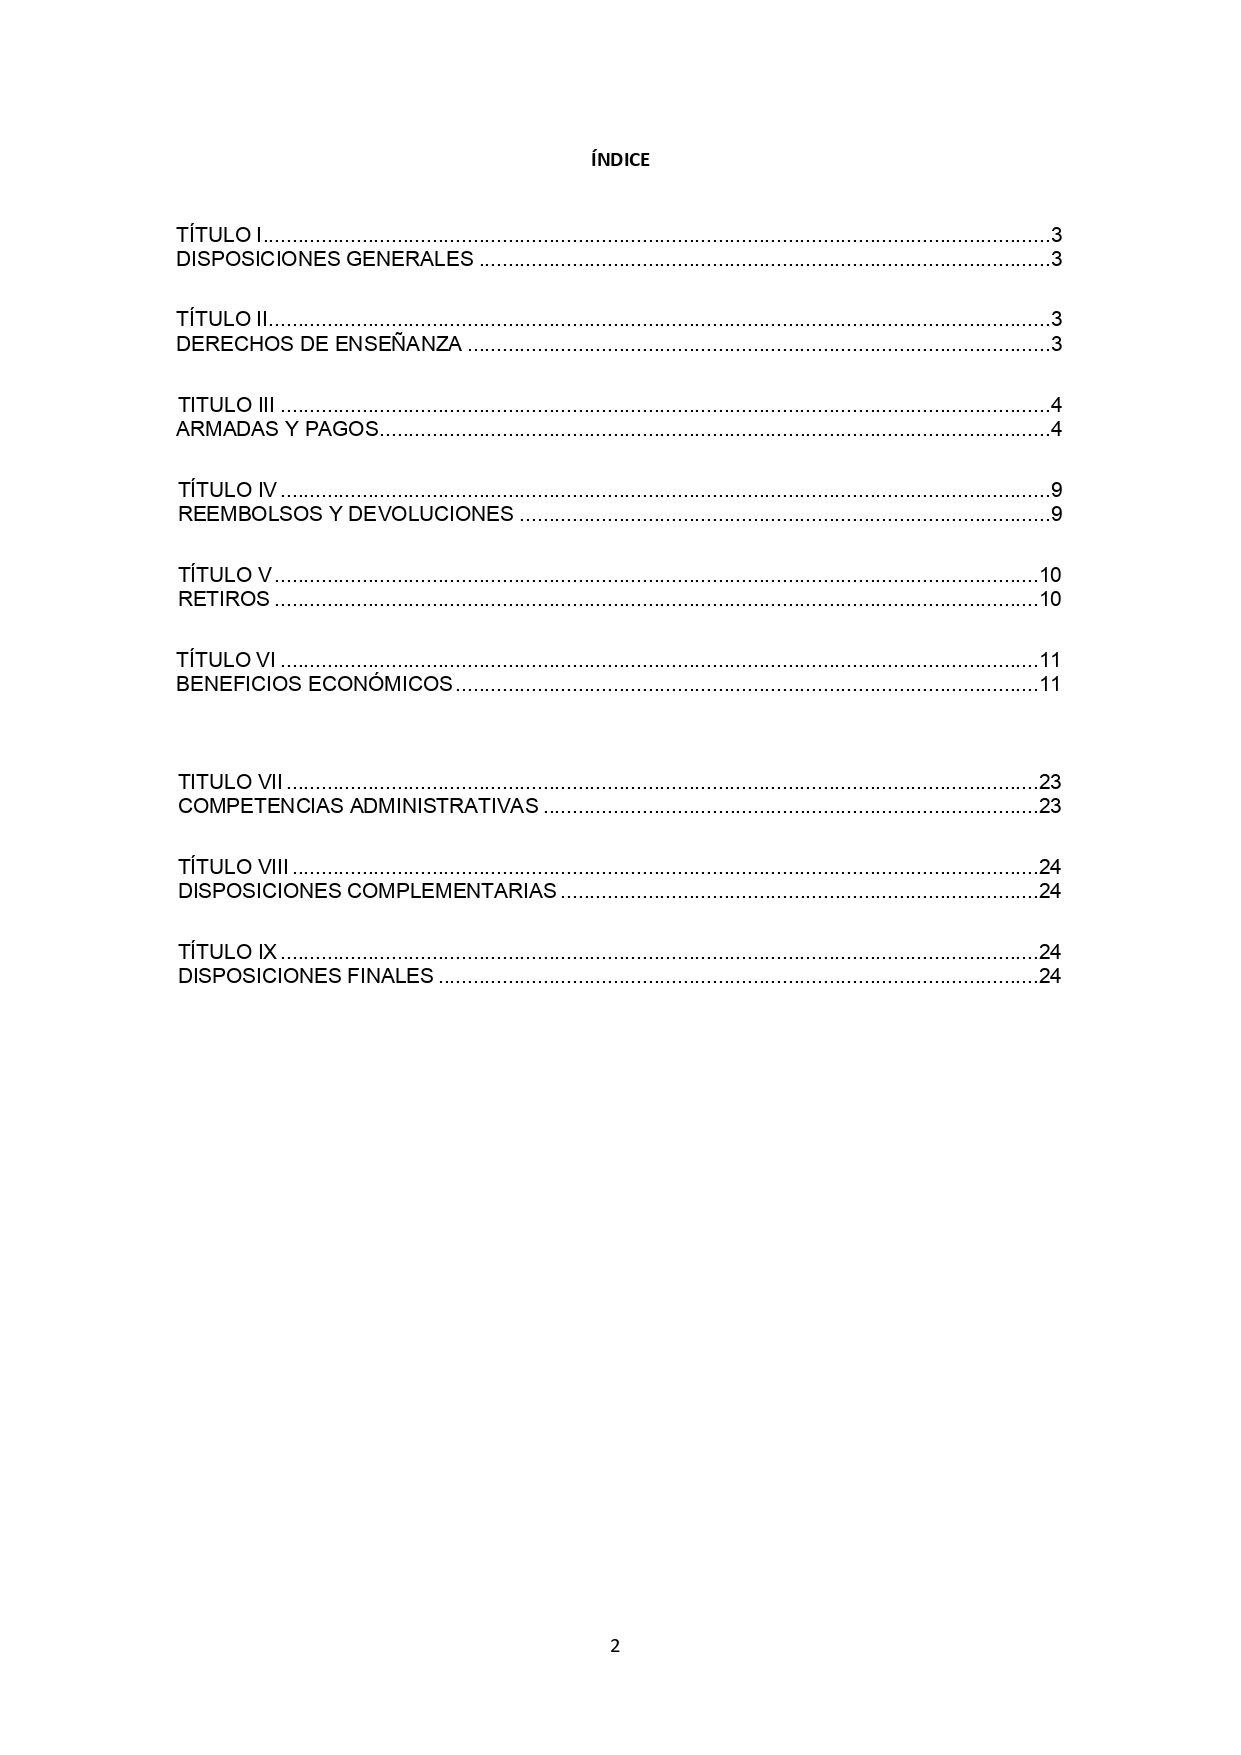 ÍNDICE
TÍTULO I 3
DISPOSICIONES GENERALES 3
TÍTULO II 3
DERECHOS DE ENSEÑANZA 3
TITULO III 4
ARMADAS Y PAGOS 4
TÍTULO IV 9
REEMBOLSOS Y DEVOLUCIONES 9
TÍTULO V 10
RETIROS 10
TÍTULO VI 11
BENEFICIOS ECONÓMICOS 11
TITULO VII 23
COMPETENCIAS ADMINISTRATIVAS 23
TÍTULO VIII 24
DISPOSICIONES COMPLEMENTARIAS 24
TÍTULO IX 24
DISPOSICIONES FINALES 24
2